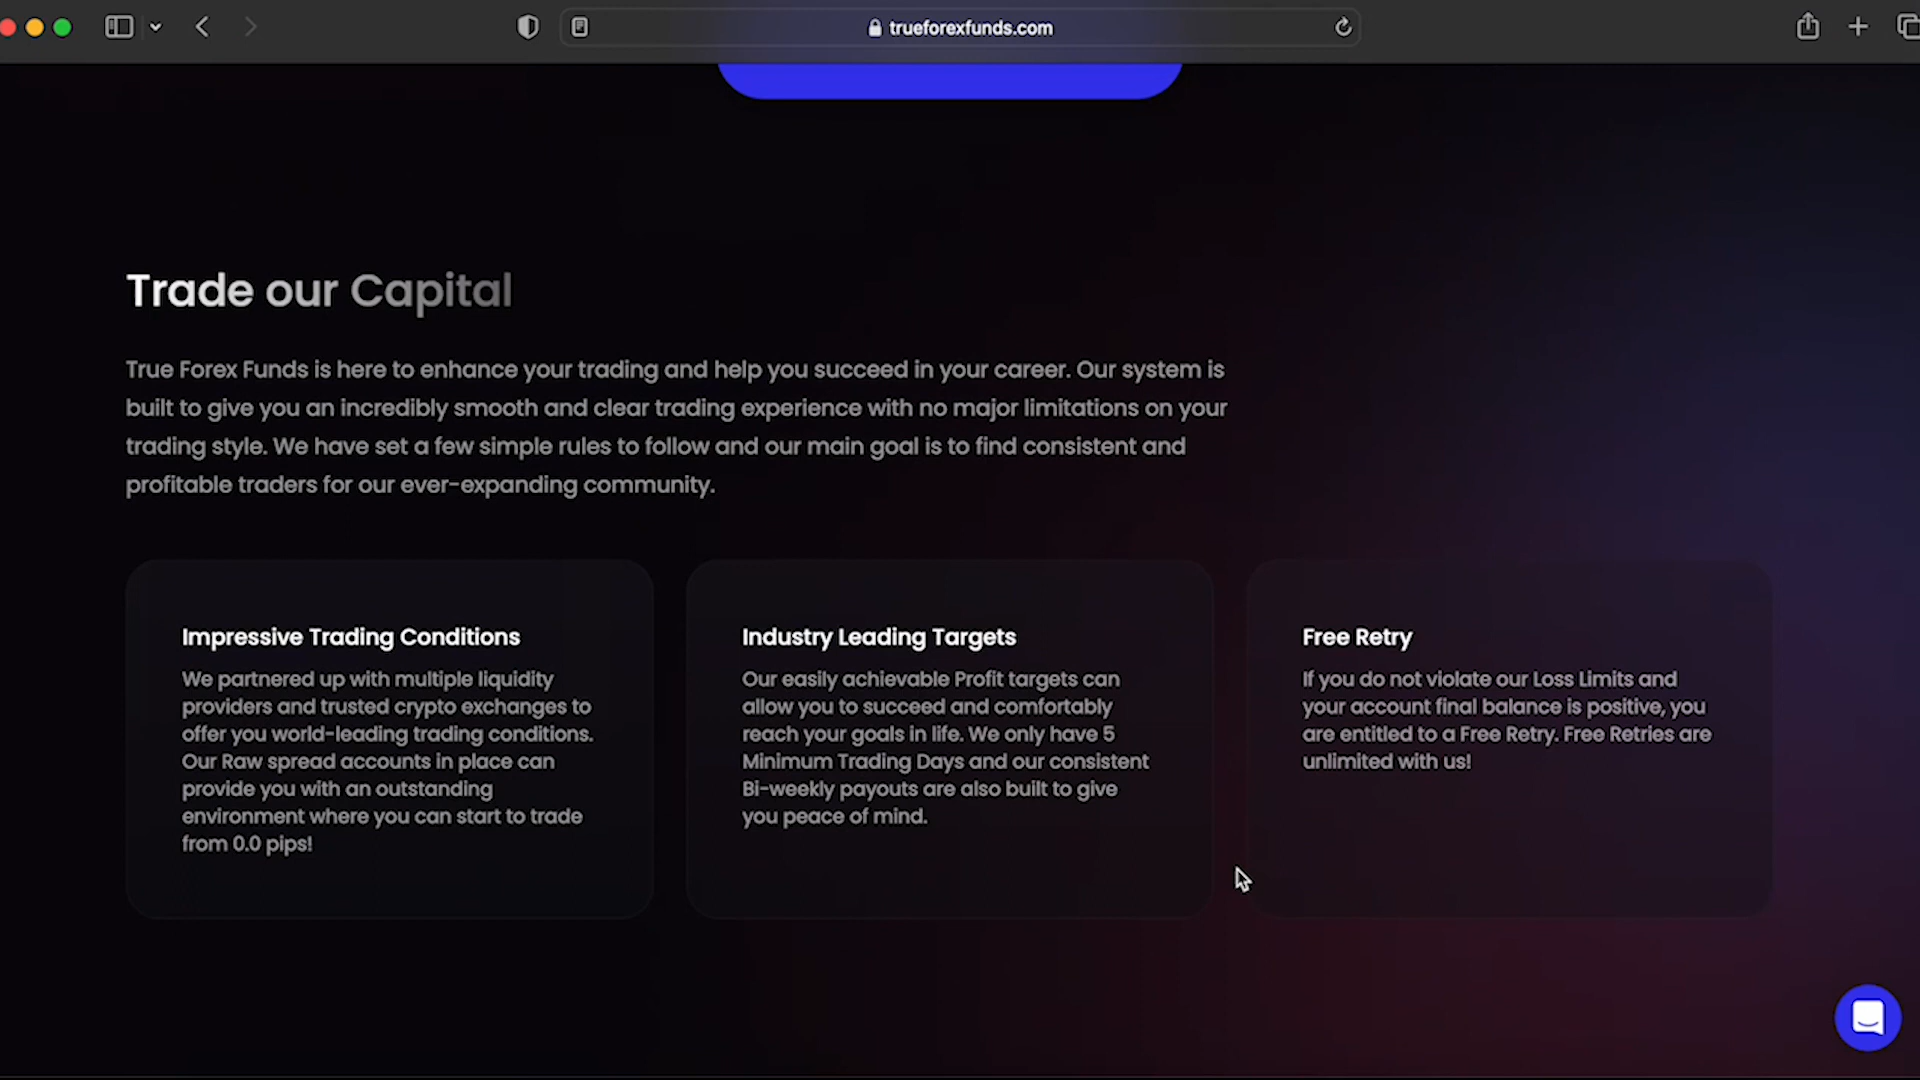 trueforexfunds.com
Trade our Capital
True Forex Funds is here to enhance your trading and help you succeed in your career. Our system is
built to give you an incredibly smooth and clear trading experience with no major limitations on your
trading style. We have set a few simple rules to follow and our main goal is to find consistent and
profitable traders for our ever-expanding community.
Impressive Trading Conditions
We partnered up with multiple liquidity
providers and trusted crypto exchanges to
offer you world-leading trading conditions.
Our Raw spread accounts in place can
provide you with an outstanding
environment where you can start to trade
from 0.0 pips!
Industry Leading Targets
Our easily achievable Profit targets can
allow you to succeed and comfortably
reach your goals in life. We only have 5
Minimum Trading Days and our consistent
Bi-weekly payouts are also built to give
you peace of mind.
Free Retry
If you do not violate our Loss Limits and
your account final balance is positive, you
are entitled to a Free Retry. Free Retries are
unlimited with us!